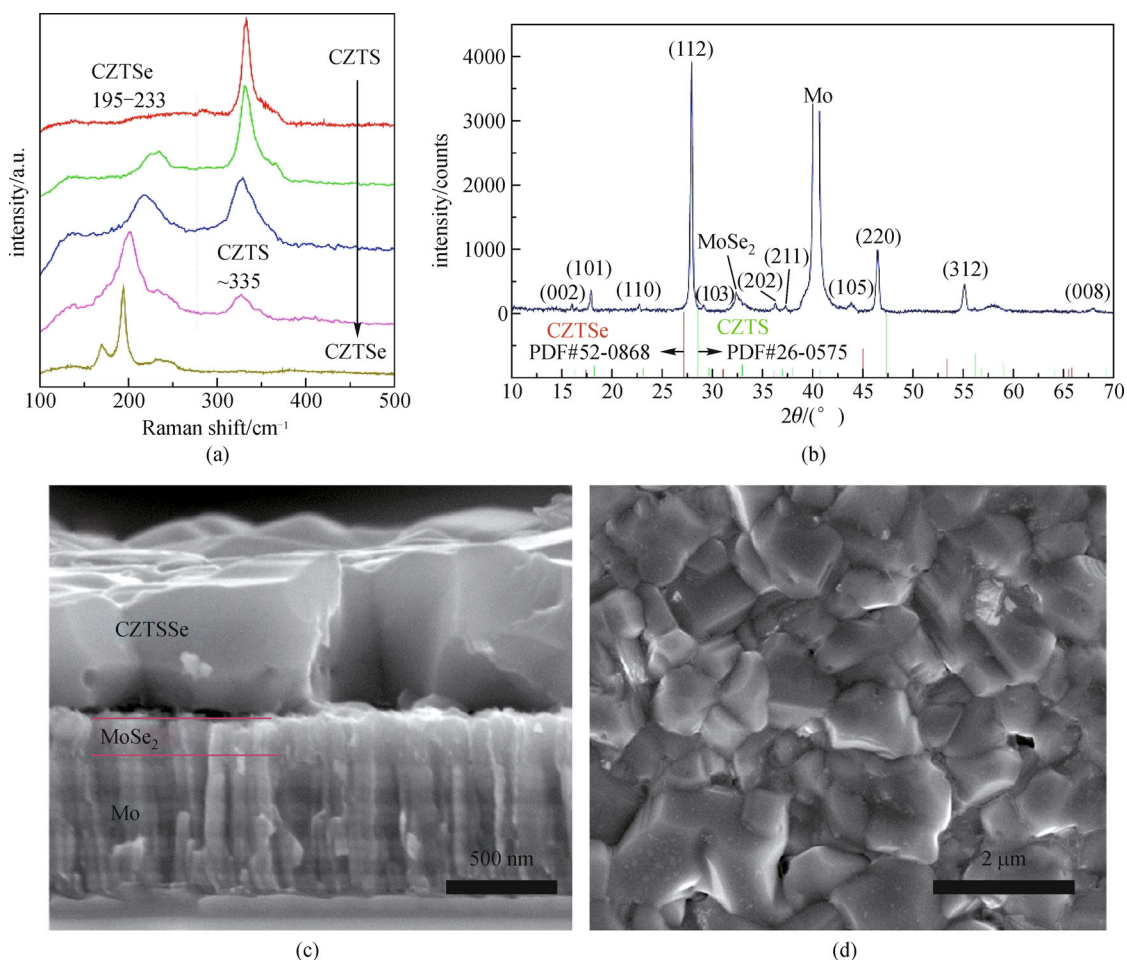 (a)
CZTSe
195−233
CZTS
CZTS
~335
CZTSe
intensity/a.u.
100 200 300 400 500
Raman shift/cm⁻¹
(a)
(b)
4000
3000
2000
1000
0
intensity/counts
(112)
Mo
MoSe₂
(220)
(211)
(202)
(101)
(312)
(002)
(110)
(103)
(105)
(008)
CZTSe
CZTS
PDF#52-0868
PDF#26-0575
10 15 20 25 30 35 40 45 50 55 60 65 70
2θ/(°)
(b)
CZTSSe
MoSe₂
Mo
500 nm
(c)
2 μm
(d)